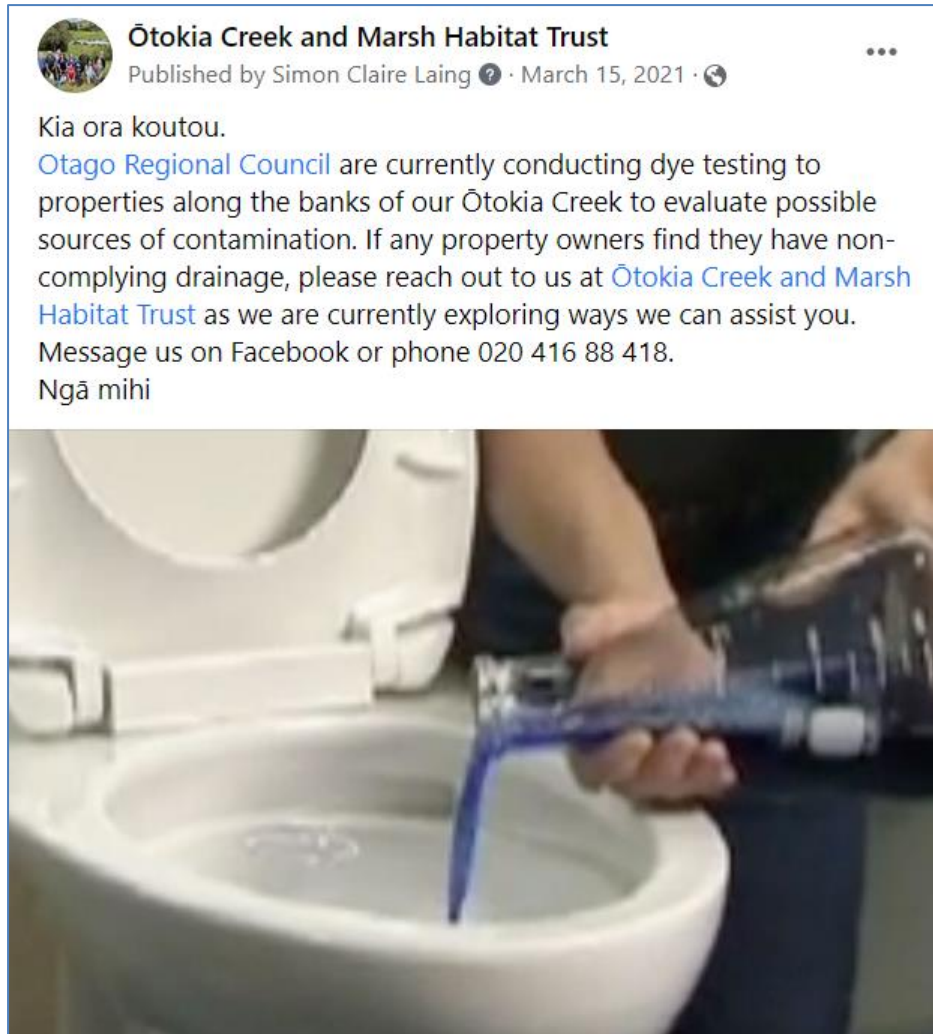 Ōtokia Creek and Marsh Habitat Trust
Published by Simon Claire Laing · March 15, 2021 ·
Kia ora koutou.
Otago Regional Council are currently conducting dye testing to
properties along the banks of our Ōtokia Creek to evaluate possible
sources of contamination. If any property owners find they have non-
complying drainage, please reach out to us at Ōtokia Creek and Marsh
Habitat Trust as we are currently exploring ways we can assist you.
Message us on Facebook or phone 020 416 88 418.
Ngā mihi